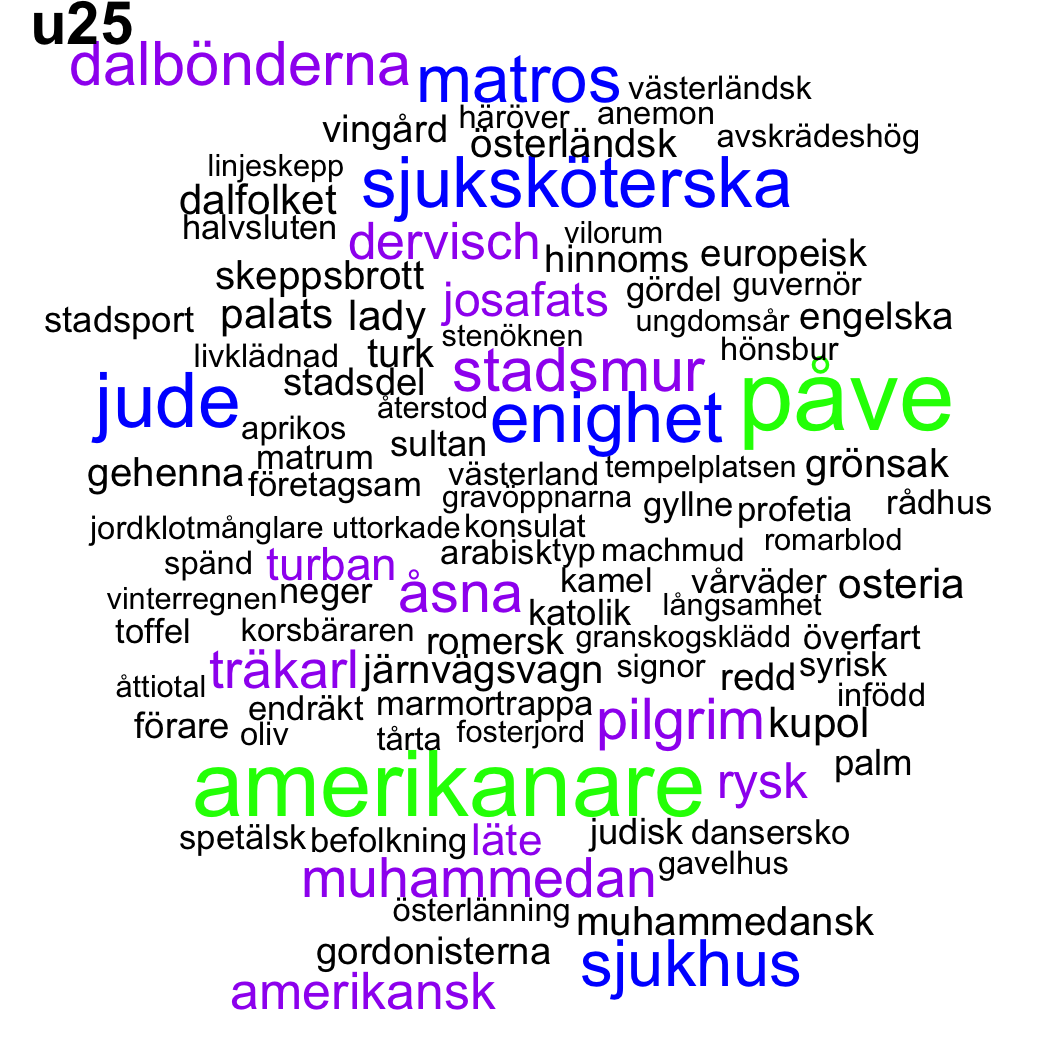 u25
dalbönderna matros västerländsk
vingård häröver anemon
österländsk avskrädeshög
linjeskepp sjuksköterska
dalfolket
halvsluten dervisch vilorum
hinnoms europeisk
skeppsbrott josafats gördel guvernör
stadsport palats lady ungdomsår engelska
stenöknen
livklädnad turk stadsmur hönsbur
jude stadsdel påve
återstod enighet
aprikos sultan
matrum
gehenna företagsam västerland tempelplatsen grönsak
gravöppnarna gyllne profetia rådhus
jordklot månglare uttorkade konsulat
spänd turban arabisk typ machmud romarblod
vinterregnen neger åsna kamel vårväder osteria
katolik långsamhet
toffel korsbäraren romersk granskogsklädd överfart
träkarl järnvägsvagn signor redd syrisk
åttiotal infödd
endräkt marmortrappa pilgrim kupol
förare oliv tårta fosterjord
amerikanare rysk palm
spetälsk befolkning läte judisk dansersko
muhammedan gavelhus
österlänning muhammedansk
gordonisterna sjukhus
amerikansk